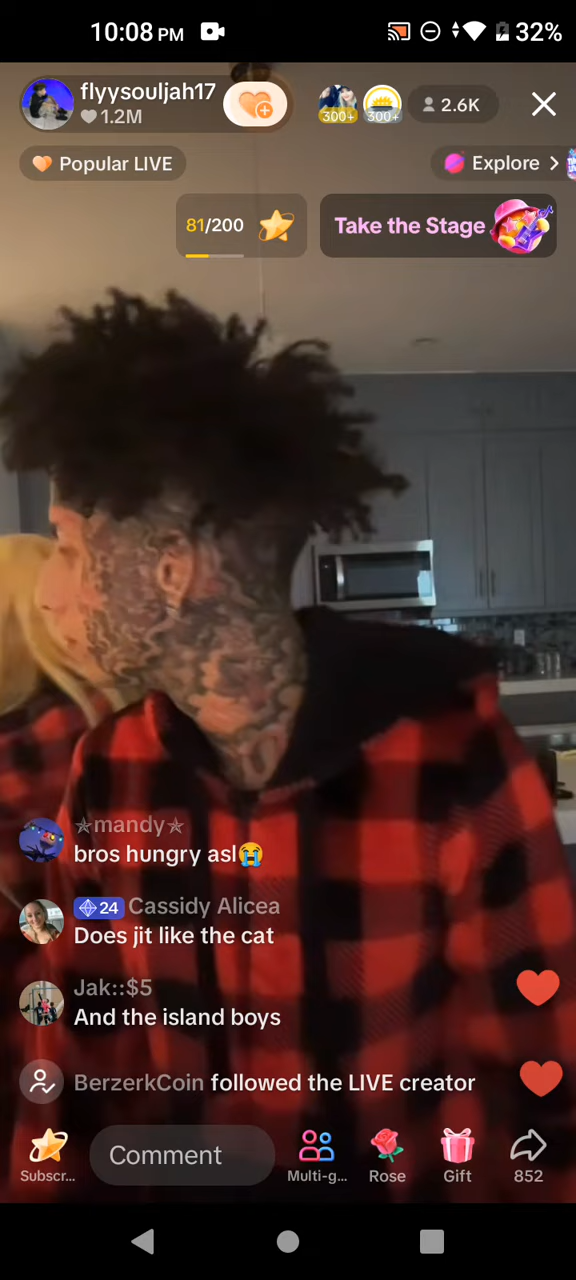 10:08 PM
32%
flyysouljah17
1.2M
300+
300+
2.6K
Popular LIVE
Explore >
81/200
Take the Stage
✯mandy✯
bros hungry asl😭
24 Cassidy Alicea
Does jit like the cat
Jak::$5
And the island boys
BerzerkCoin followed the LIVE creator
Subscr...
Comment
Multi-g...
Rose
Gift
852